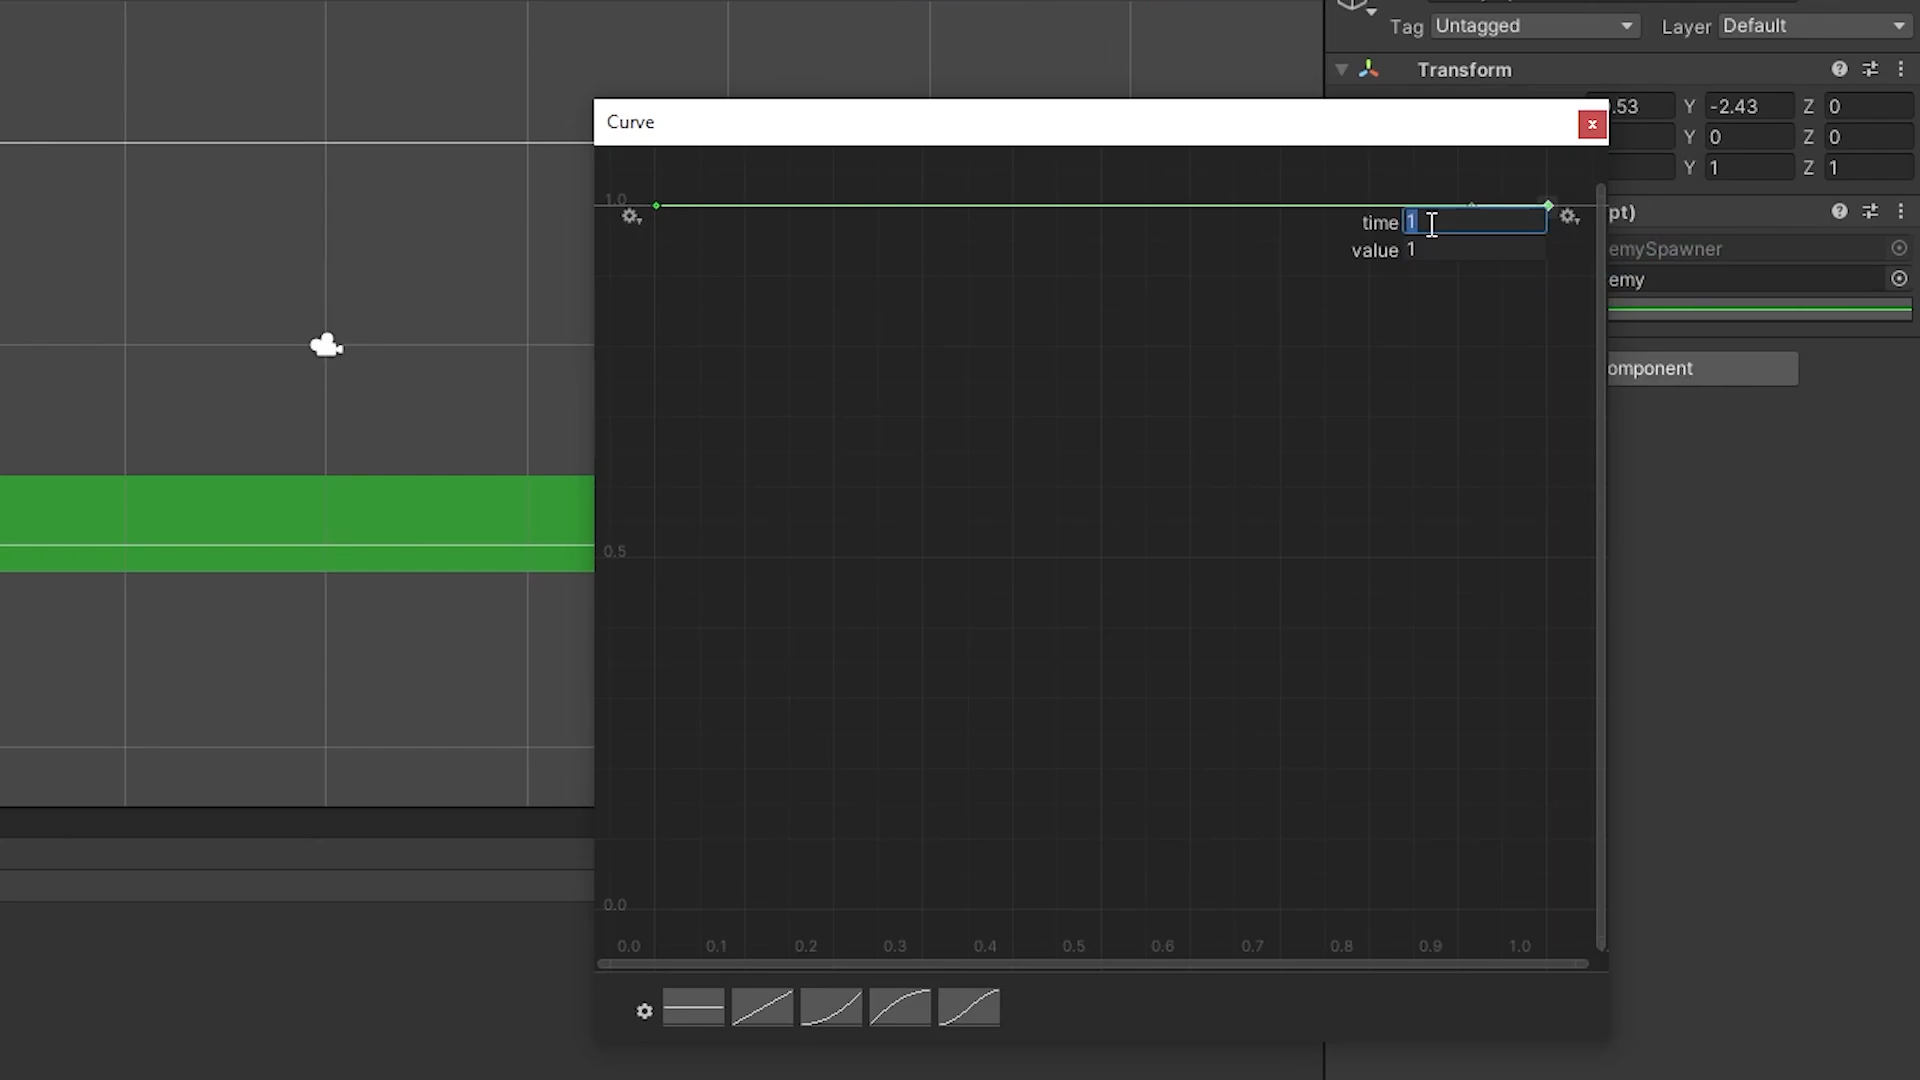 Tag Untagged Layer Default
Transform
Curve x
.53 Y -2.43 Z 0
Y 0 Z 0
Y 1 Z 1
1.0
time 1
value 1
pt)
emySpawner
emy
omponent
0.5
0.0
0.0 0.1 0.2 0.3 0.4 0.5 0.6 0.7 0.8 0.9 1.0